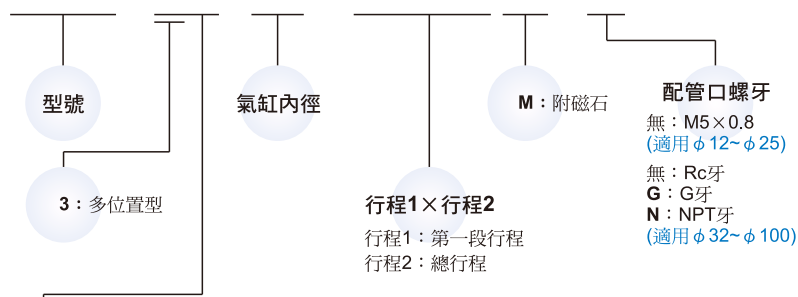 型號
氣缸內徑
M：附磁石
配管口螺牙
無：M5×0.8
(適用φ12~φ25)
無：Rc牙
G：G牙
N：NPT牙
(適用φ32~φ100)
3：多位置型
行程1×行程2
行程1：第一段行程
行程2：總行程